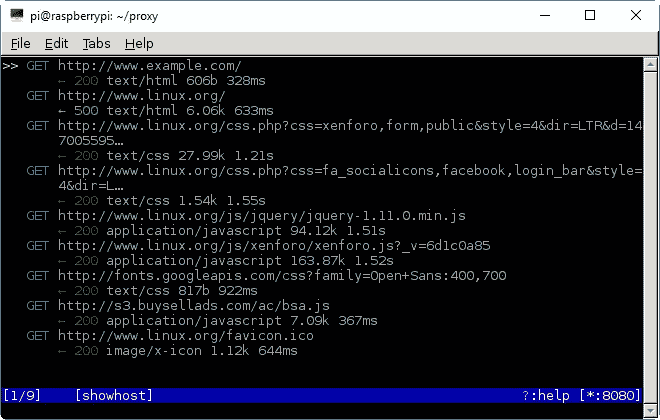 pi@raspberrypi: ~/proxy
File Edit Tabs Help
>> GET http://www.example.com/
← 200 text/html 606b 328ms
GET http://www.linux.org/
← 500 text/html 6.06k 633ms
GET http://www.linux.org/css.php?css=xenforo,form,public&style=4&dir=LTR&d=14
7005595…
← 200 text/css 27.99k 1.21s
GET http://www.linux.org/css.php?css=fa_socialicons,facebook,login_bar&style=
4&dir=L…
← 200 text/css 1.54k 1.55s
GET http://www.linux.org/js/jquery/jquery-1.11.0.min.js
← 200 application/javascript 94.12k 1.51s
GET http://www.linux.org/js/xenforo/xenforo.js?_v=6d1c0a85
← 200 application/javascript 163.87k 1.52s
GET http://fonts.googleapis.com/css?family=Open+Sans:400,700
← 200 text/css 817b 922ms
GET http://s3.buysellads.com/ac/bsa.js
← 200 application/javascript 7.09k 367ms
GET http://www.linux.org/favicon.ico
← 200 image/x-icon 1.12k 644ms
[1/9] [showhost] ?:help [*:8080]